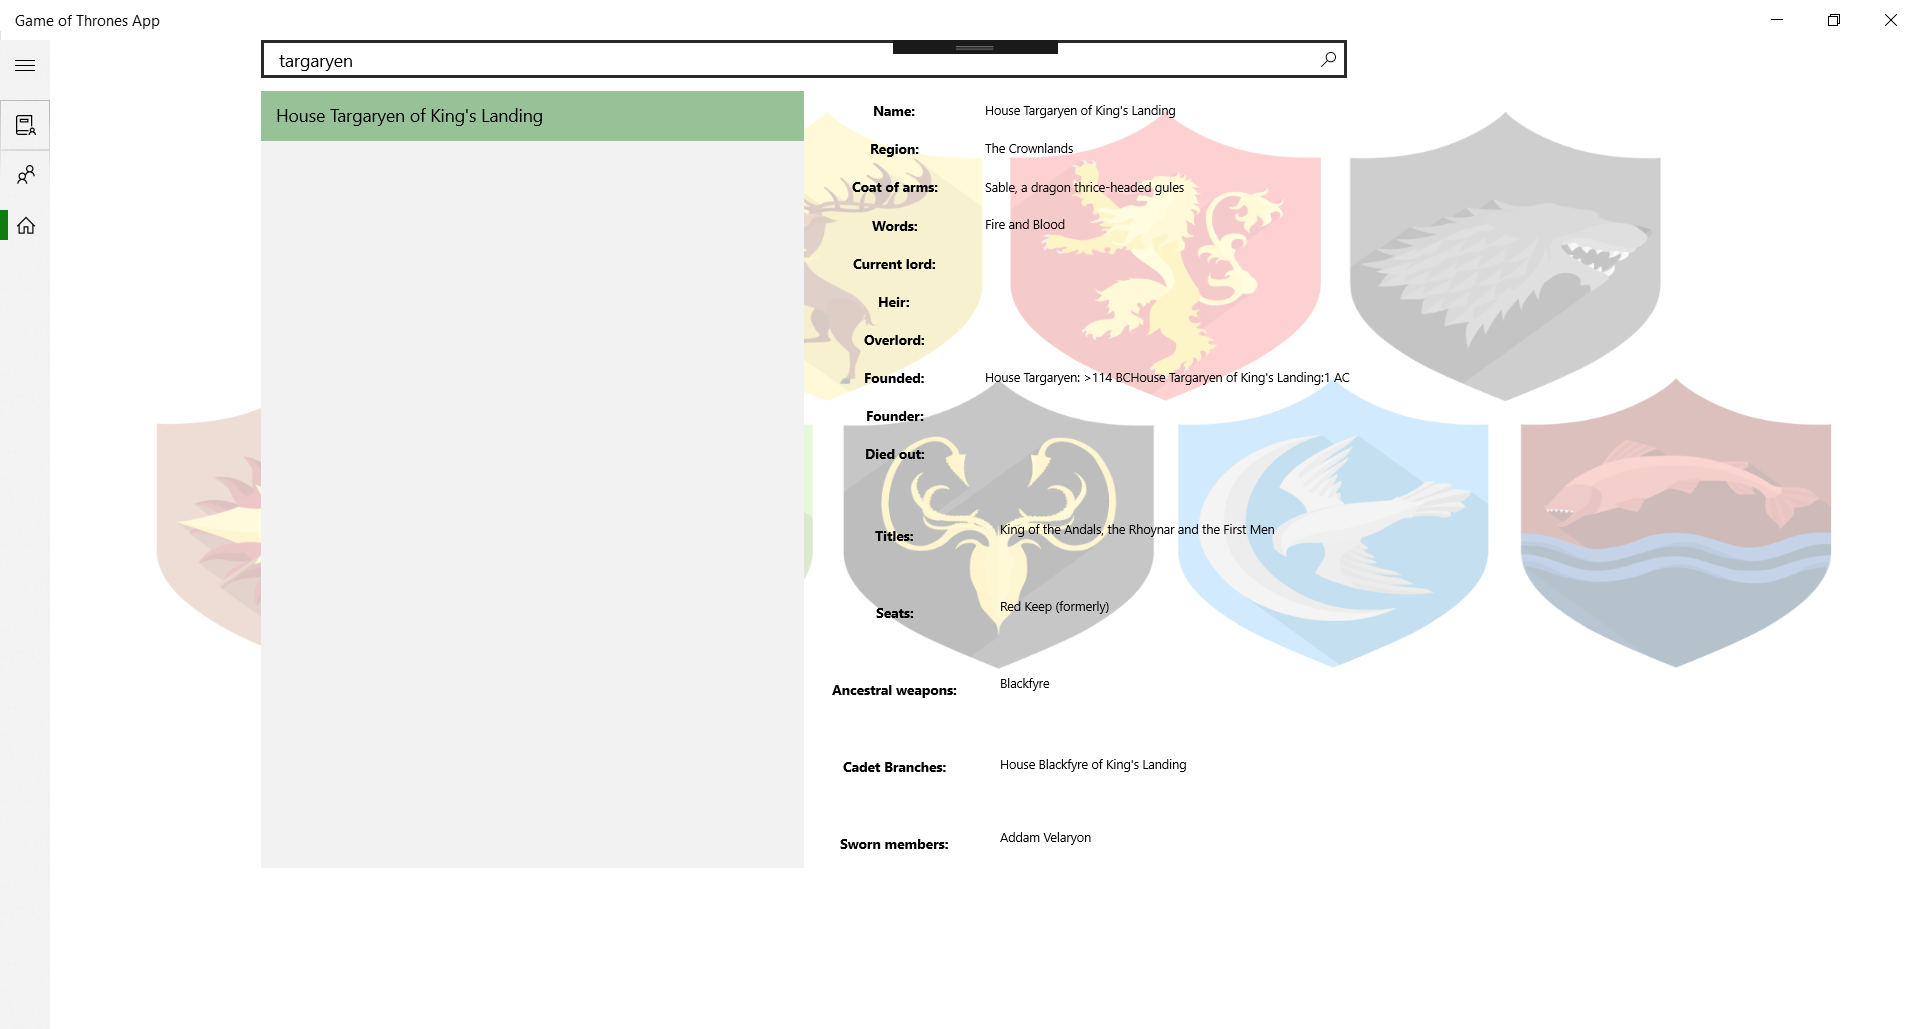 Game of Thrones App
targaryen
House Targaryen of King's Landing
Name: House Targaryen of King's Landing
Region: The Crownlands
Coat of arms: Sable, a dragon thrice-headed gules
Words: Fire and Blood
Current lord:
Heir:
Overlord:
Founded: House Targaryen: >114 BCHouse Targaryen of King's Landing:1 AC
Founder:
Died out:
Titles: King of the Andals, the Rhoynar and the First Men
Seats: Red Keep (formerly)
Ancestral weapons: Blackfyre
Cadet Branches: House Blackfyre of King's Landing
Sworn members: Addam Velaryon